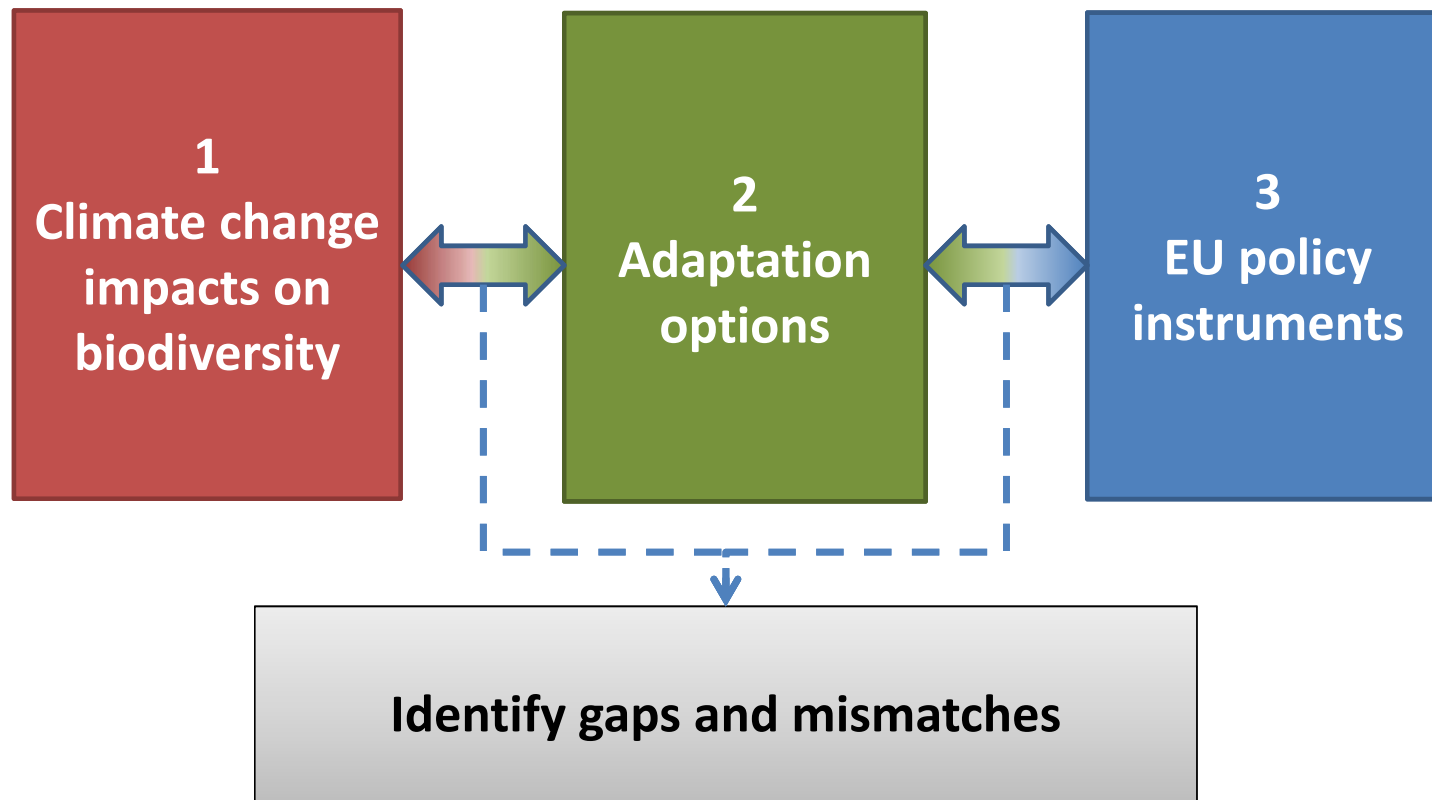 1
Climate change
impacts on
biodiversity
2
Adaptation
options
3
EU policy
instruments
Identify gaps and mismatches